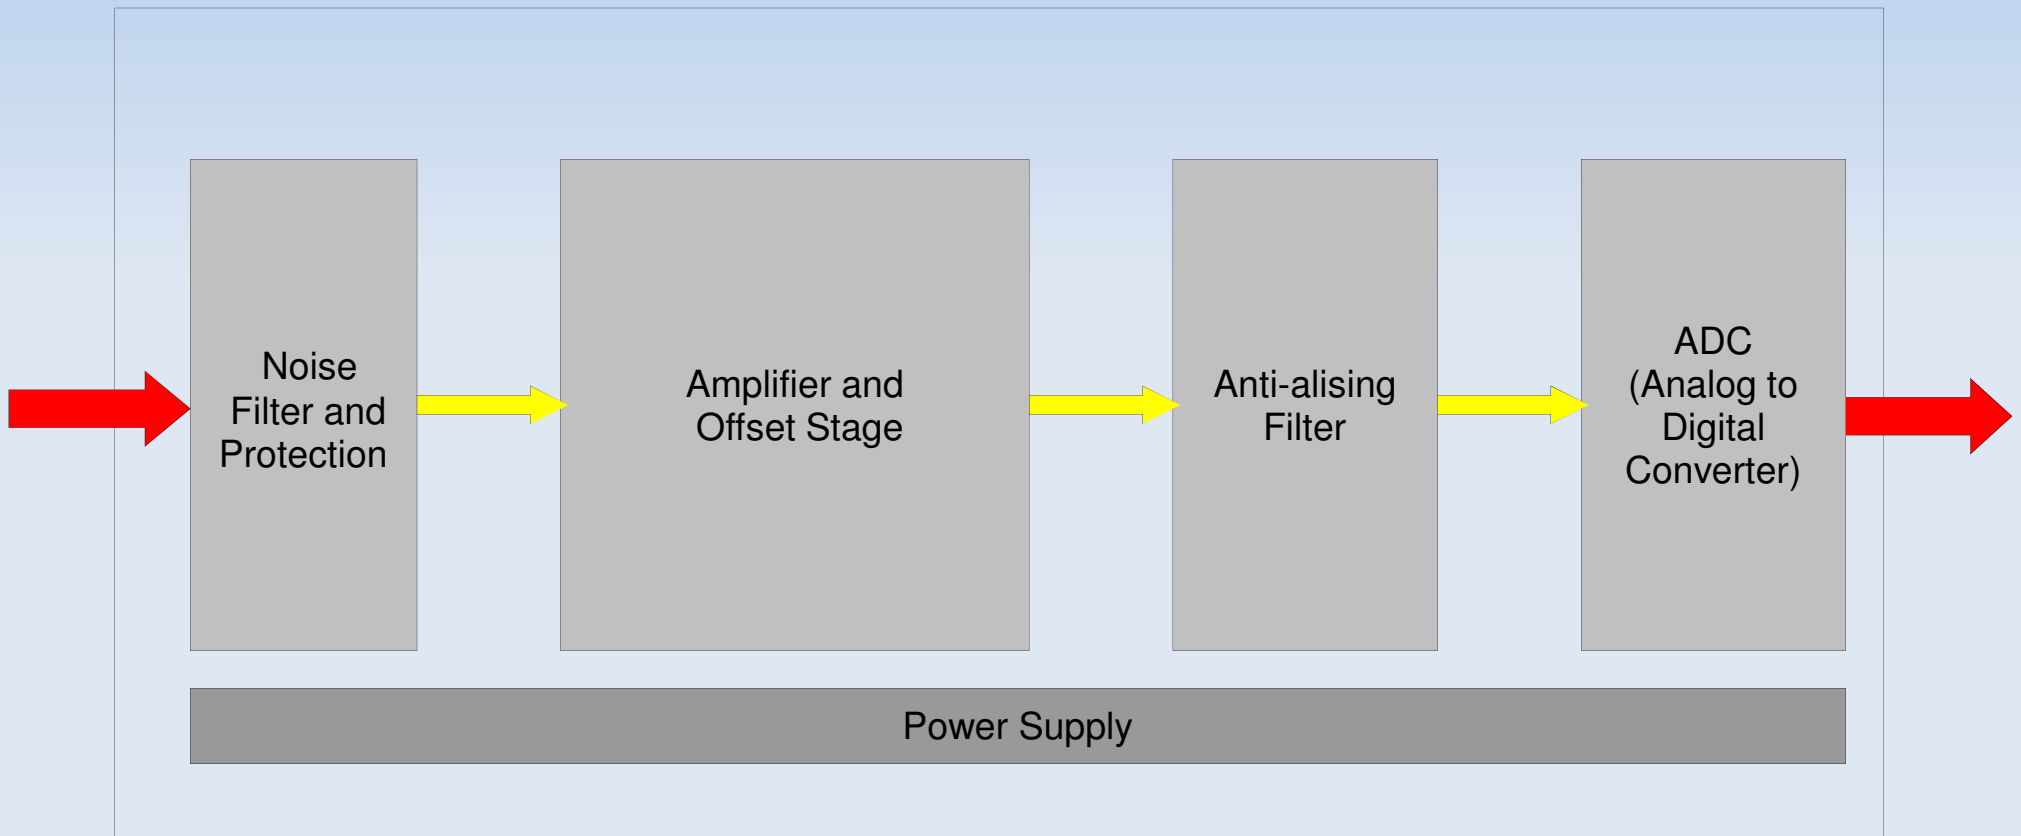 Noise
Filter and
Protection
Amplifier and
Offset Stage
Anti-alising
Filter
ADC
(Analog to
Digital
Converter)
Power Supply